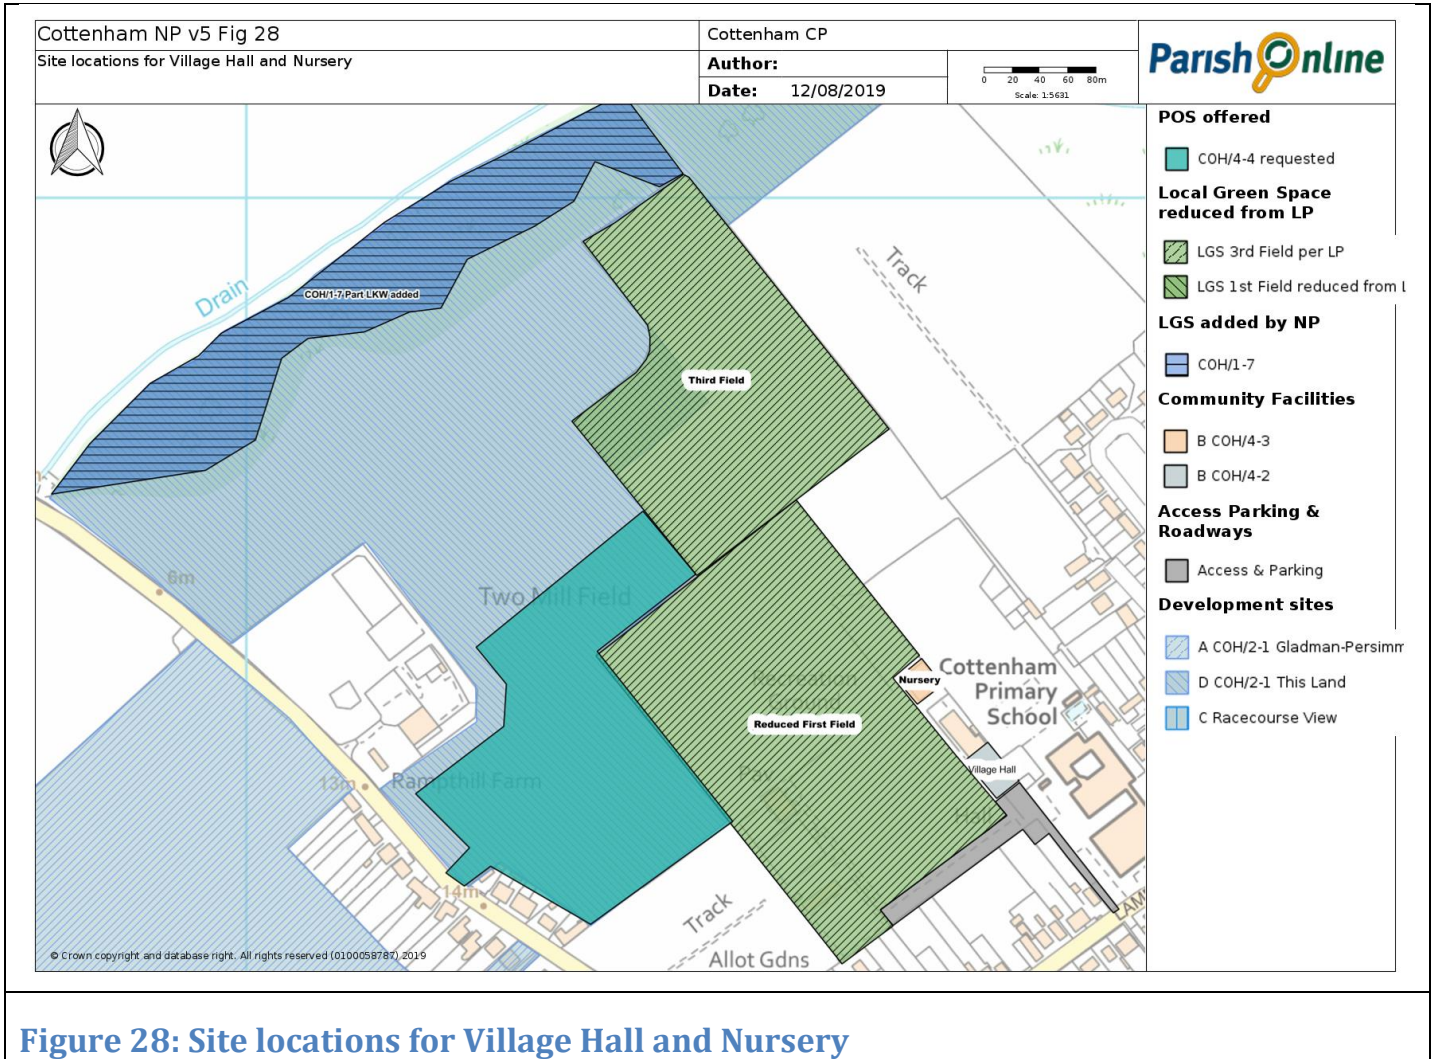 Cottenham NP v5 Fig 28
Site locations for Village Hall and Nursery
Cottenham CP
Author:
Date: 12/08/2019
0 20 40 60 80m
Scale: 1:5631
Parish Online
POS offered
COH/4-4 requested
Local Green Space
reduced from LP
LGS 3rd Field per LP
LGS 1st Field reduced from L
LGS added by NP
COH/1-7
Community Facilities
B COH/4-3
B COH/4-2
Access Parking &
Roadways
Access & Parking
Development sites
A COH/2-1 Gladman-Persimm
D COH/2-1 This Land
C Racecourse View
Drain
COH/1-7 Part LKW added
Track
Third Field
6m
Two Mill Field
Recreation
Nursery
Cottenham
Primary
School
Reduced First Field
Village Hall
13m
Rampthill Farm
Hall
14m
Track
LAM
Allot Gdns
© Crown copyright and database right. All rights reserved (0100058787) 2019
Figure 28: Site locations for Village Hall and Nursery